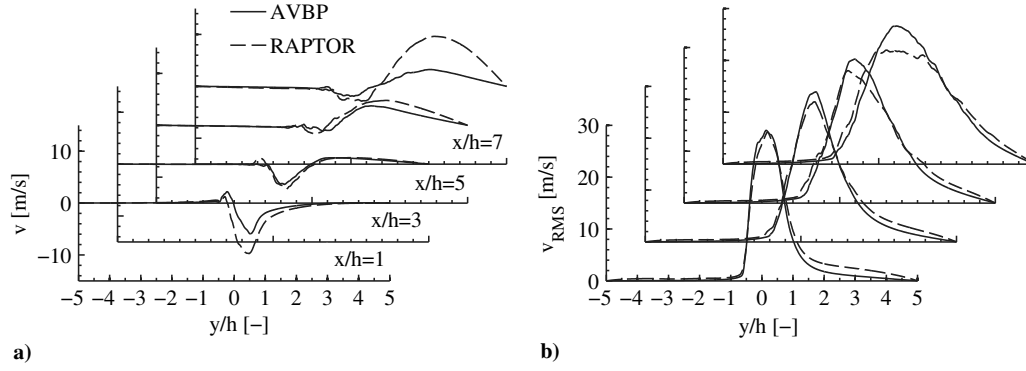 AVBP
RAPTOR
10
0
−10
v [m/s]
x/h=7
x/h=5
x/h=3
x/h=1
−5 −4 −3 −2 −1 0 1 2 3 4 5
y/h [−]
a)
30
20
10
0
vRMS [m/s]
−5 −4 −3 −2 −1 0 1 2 3 4 5
y/h [−]
b)